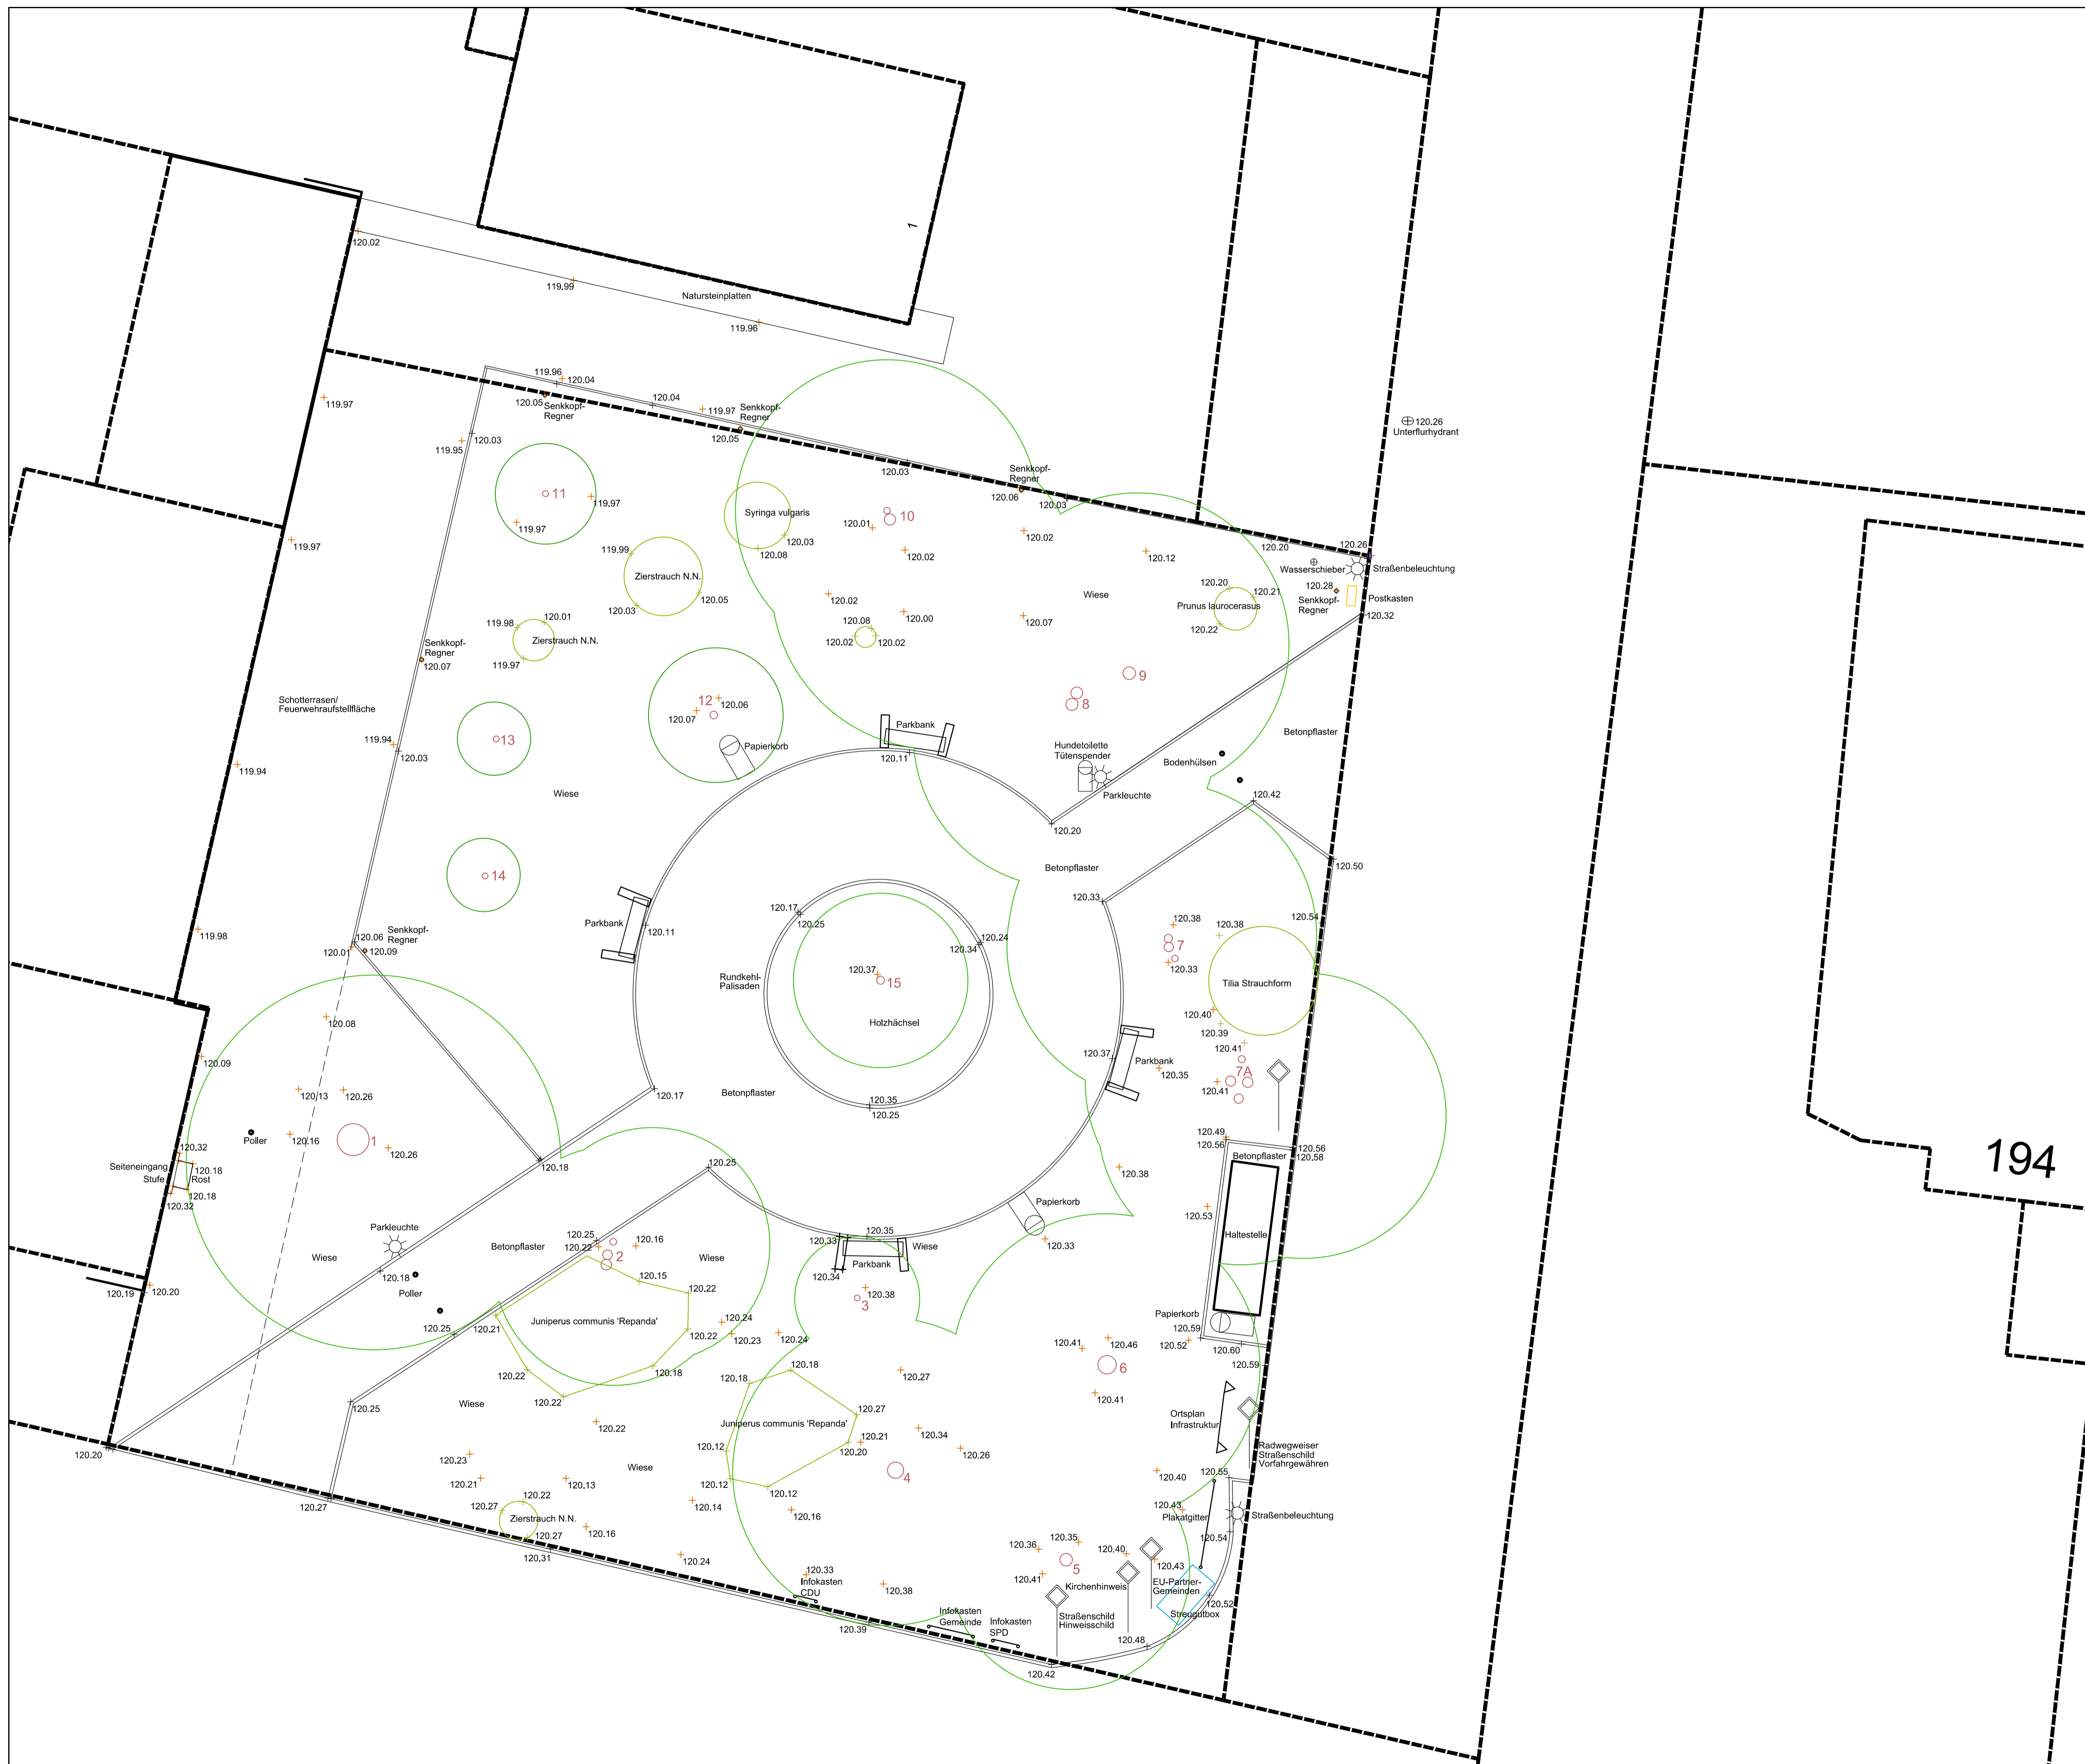 1
120.02
119.99
Natursteinplatten
119.96
119.96
120.04
119.97
120.05
Senkkopf-
Regner
120.04
119.97
Senkkopf-
Regner
120.05
120.26
Unterflurhydrant
120.03
119.95
120.03
Senkkopf-
Regner
120.06
120.03
11
119.97
119.97
Syringa vulgaris
120.03
120.08
120.01
10
120.02
120.02
120.12
120.20
120.26
Wasserschieber
Straßenbeleuchtung
119.97
119.99
Zierstrauch N.N.
120.05
120.03
120.02
120.00
120.07
Wiese
120.20
120.21
Prunus laurocerasus
120.22
120.28
Senkkopf-
Regner
Postkasten
120.32
120.01
119.98
Zierstrauch N.N.
119.97
120.08
120.02
120.02
Senkkopf-
Regner
120.07
9
8
Schotterrasen/
Feuerwehraufstellfläche
12
120.06
120.07
Papierkorb
Parkbank
120.11
Hundetoilette
Tütenspender
Parkleuchte
Bodenhülsen
Betonpflaster
13
119.94
120.03
119.94
Wiese
120.20
120.42
120.50
14
Betonpflaster
120.33
Parkbank
120.11
120.17
120.25
120.24
120.34
119.98
120.06
120.01
Senkkopf-
Regner
120.09
120.38
7
120.33
120.38
120.54
Rundkehl-
Palisaden
120.37
15
Holzhächsel
Tilia Strauchform
120.40
120.39
120.41
120.08
120.09
120.13
120.26
120.37
Parkbank
120.35
7A
120.41
120.17
Betonpflaster
120.35
120.25
Poller
120.16
1
120.26
120.32
Seiteneingang
Stufe
120.18
Rost
120.18
120.32
120.18
120.25
120.49
120.56
120.56
120.58
Betonpflaster
194
120.38
Papierkorb
120.53
Haltestelle
Parkleuchte
Wiese
Betonpflaster
120.25
120.22
2
120.16
Wiese
120.33
120.35
Wiese
120.33
120.18
Poller
120.15
120.22
120.34
Parkbank
120.38
3
120.19
120.20
120.21
120.25
Juniperus communis 'Repanda'
120.22
120.24
120.23
120.24
Papierkorb
120.59
120.52
120.60
120.59
120.41
120.46
6
120.41
120.22
120.18
120.22
120.18
120.18
120.27
120.25
Wiese
120.22
Juniperus communis 'Repanda'
120.27
120.21
120.20
120.34
120.26
Ortsplan
Infrastruktur
Radwegweiser
Straßenschild
Vorfahrgewähren
120.20
120.23
120.21
120.13
Wiese
120.12
120.12
120.12
4
120.40
120.55
120.27
120.27
120.22
Zierstrauch N.N.
120.27
120.16
120.14
120.16
120.43
Plakatgitter
Straßenbeleuchtung
120.54
120.31
120.24
120.33
Infokasten
CDU
120.38
120.36
120.35
5
120.41
120.40
120.43
Kirchenhinweis
EU-Partner-
Gemeinden
120.52
Streugutbox
120.39
Infokasten
Gemeinde
Infokasten
SPD
Straßenschild
Hinweisschild
120.48
120.42